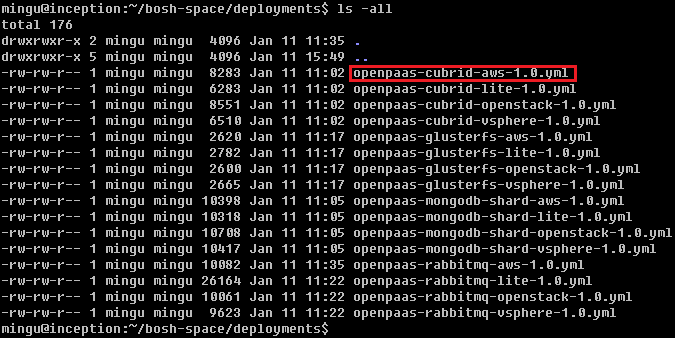 mingu@inception:~/bosh-space/deployments$ ls -all
total 176
drwxrwxr-x 2 mingu mingu  4096 Jan 11 11:35 .
drwxrwxr-x 5 mingu mingu  4096 Jan 11 15:49 ..
-rw-rw-r-- 1 mingu mingu  8283 Jan 11 11:02 openpaas-cubrid-aws-1.0.yml
-rw-rw-r-- 1 mingu mingu  6283 Jan 11 11:02 openpaas-cubrid-lite-1.0.yml
-rw-rw-r-- 1 mingu mingu  8551 Jan 11 11:02 openpaas-cubrid-openstack-1.0.yml
-rw-rw-r-- 1 mingu mingu  6510 Jan 11 11:02 openpaas-cubrid-vsphere-1.0.yml
-rw-rw-r-- 1 mingu mingu  2620 Jan 11 11:17 openpaas-glusterfs-aws-1.0.yml
-rw-rw-r-- 1 mingu mingu  2782 Jan 11 11:17 openpaas-glusterfs-lite-1.0.yml
-rw-rw-r-- 1 mingu mingu  2600 Jan 11 11:17 openpaas-glusterfs-openstack-1.0.yml
-rw-rw-r-- 1 mingu mingu  2665 Jan 11 11:17 openpaas-glusterfs-vsphere-1.0.yml
-rw-rw-r-- 1 mingu mingu 10398 Jan 11 11:05 openpaas-mongodb-shard-aws-1.0.yml
-rw-rw-r-- 1 mingu mingu 10318 Jan 11 11:05 openpaas-mongodb-shard-lite-1.0.yml
-rw-rw-r-- 1 mingu mingu 10708 Jan 11 11:05 openpaas-mongodb-shard-openstack-1.0.yml
-rw-rw-r-- 1 mingu mingu 10417 Jan 11 11:05 openpaas-mongodb-shard-vsphere-1.0.yml
-rw-rw-r-- 1 mingu mingu 10082 Jan 11 11:35 openpaas-rabbitmq-aws-1.0.yml
-rw-rw-r-- 1 mingu mingu 26164 Jan 11 11:22 openpaas-rabbitmq-lite-1.0.yml
-rw-rw-r-- 1 mingu mingu 10061 Jan 11 11:22 openpaas-rabbitmq-openstack-1.0.yml
-rw-rw-r-- 1 mingu mingu  9623 Jan 11 11:22 openpaas-rabbitmq-vsphere-1.0.yml
mingu@inception:~/bosh-space/deployments$